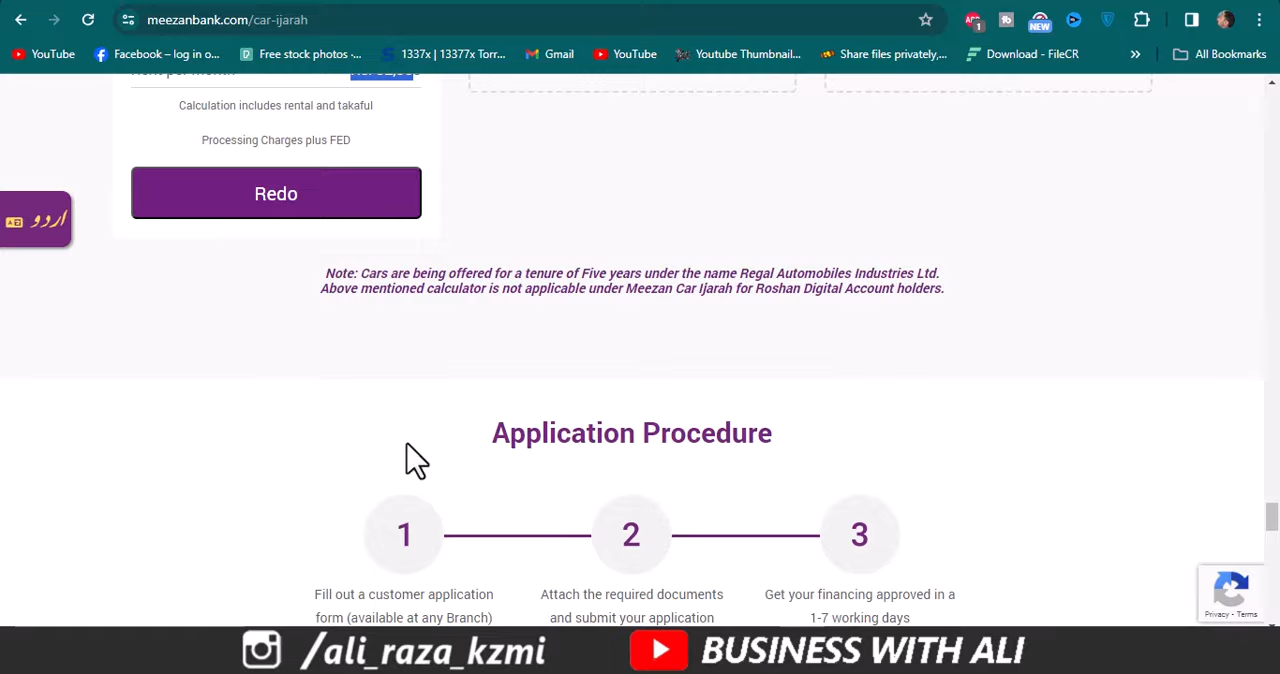 meezanbank.com/car-ijarah
1
NEW
YouTube
Facebook – log in o...
Free stock photos -...
1337x | 13377x Torr...
Gmail
YouTube
Youtube Thumbnail...
Share files privately,...
Download - FileCR
»
All Bookmarks
Calculation includes rental and takaful
Processing Charges plus FED
Redo
اردو
Note: Cars are being offered for a tenure of Five years under the name Regal Automobiles Industries Ltd.
Above mentioned calculator is not applicable under Meezan Car Ijarah for Roshan Digital Account holders.
Application Procedure
1
2
3
Fill out a customer application
form (available at any Branch)
Attach the required documents
and submit your application
Get your financing approved in a
1-7 working days
Privacy - Terms
/ali_raza_kzmi
BUSINESS WITH ALI